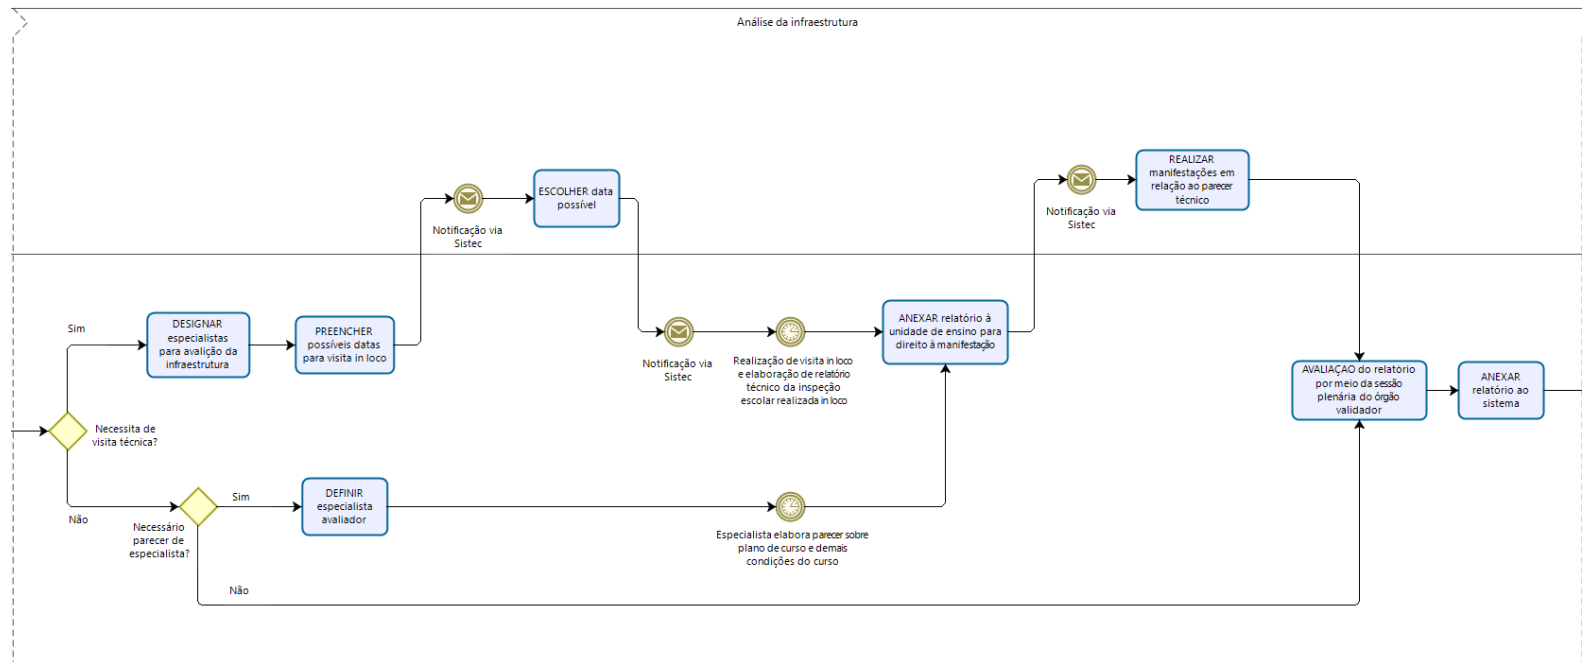 Análise da infraestrutura
REALIZAR
manifestações em
relação ao parecer
técnico
ESCOLHER data
possível
Notificação via
Sistec
Notificação via
Sistec
Sim
DESIGNAR
especialistas
para avalição da
infraestrutura
PREENCHER
possíveis datas
para visita in loco
Notificação via
Sistec
Realização de visita in loco
e elaboração de relatório
técnico da inspeção
escolar realizada in loco
ANEXAR relatório à
unidade de ensino para
direito à manifestação
AVALIAÇAO do relatório
por meio da sessão
plenária do órgão
validador
ANEXAR
relatório ao
sistema
Necessita de
visita técnica?
Não
Necessário
parecer de
especialista?
Sim
DEFINIR
especialista
avaliador
Especialista elabora parecer sobre
plano de curso e demais
condições do curso
Não